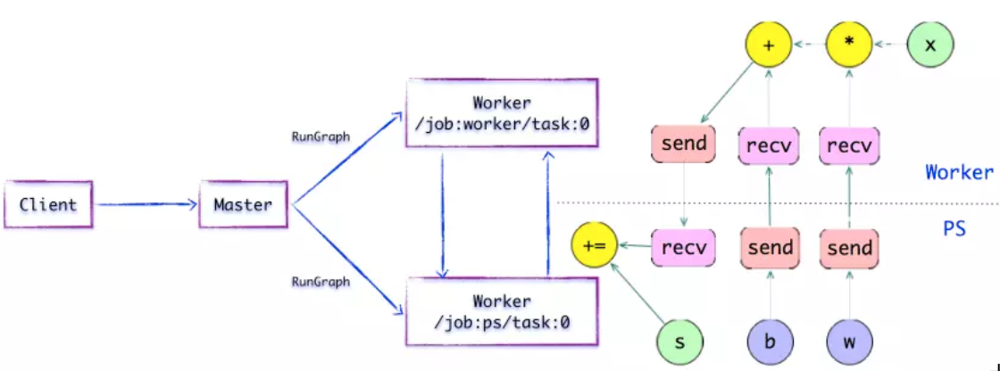 + * x
Worker
/job:worker/task:0
RunGraph
send recv recv
Worker
Client Master
PS
+= recv send send
RunGraph
Worker
/job:ps/task:0
s b w